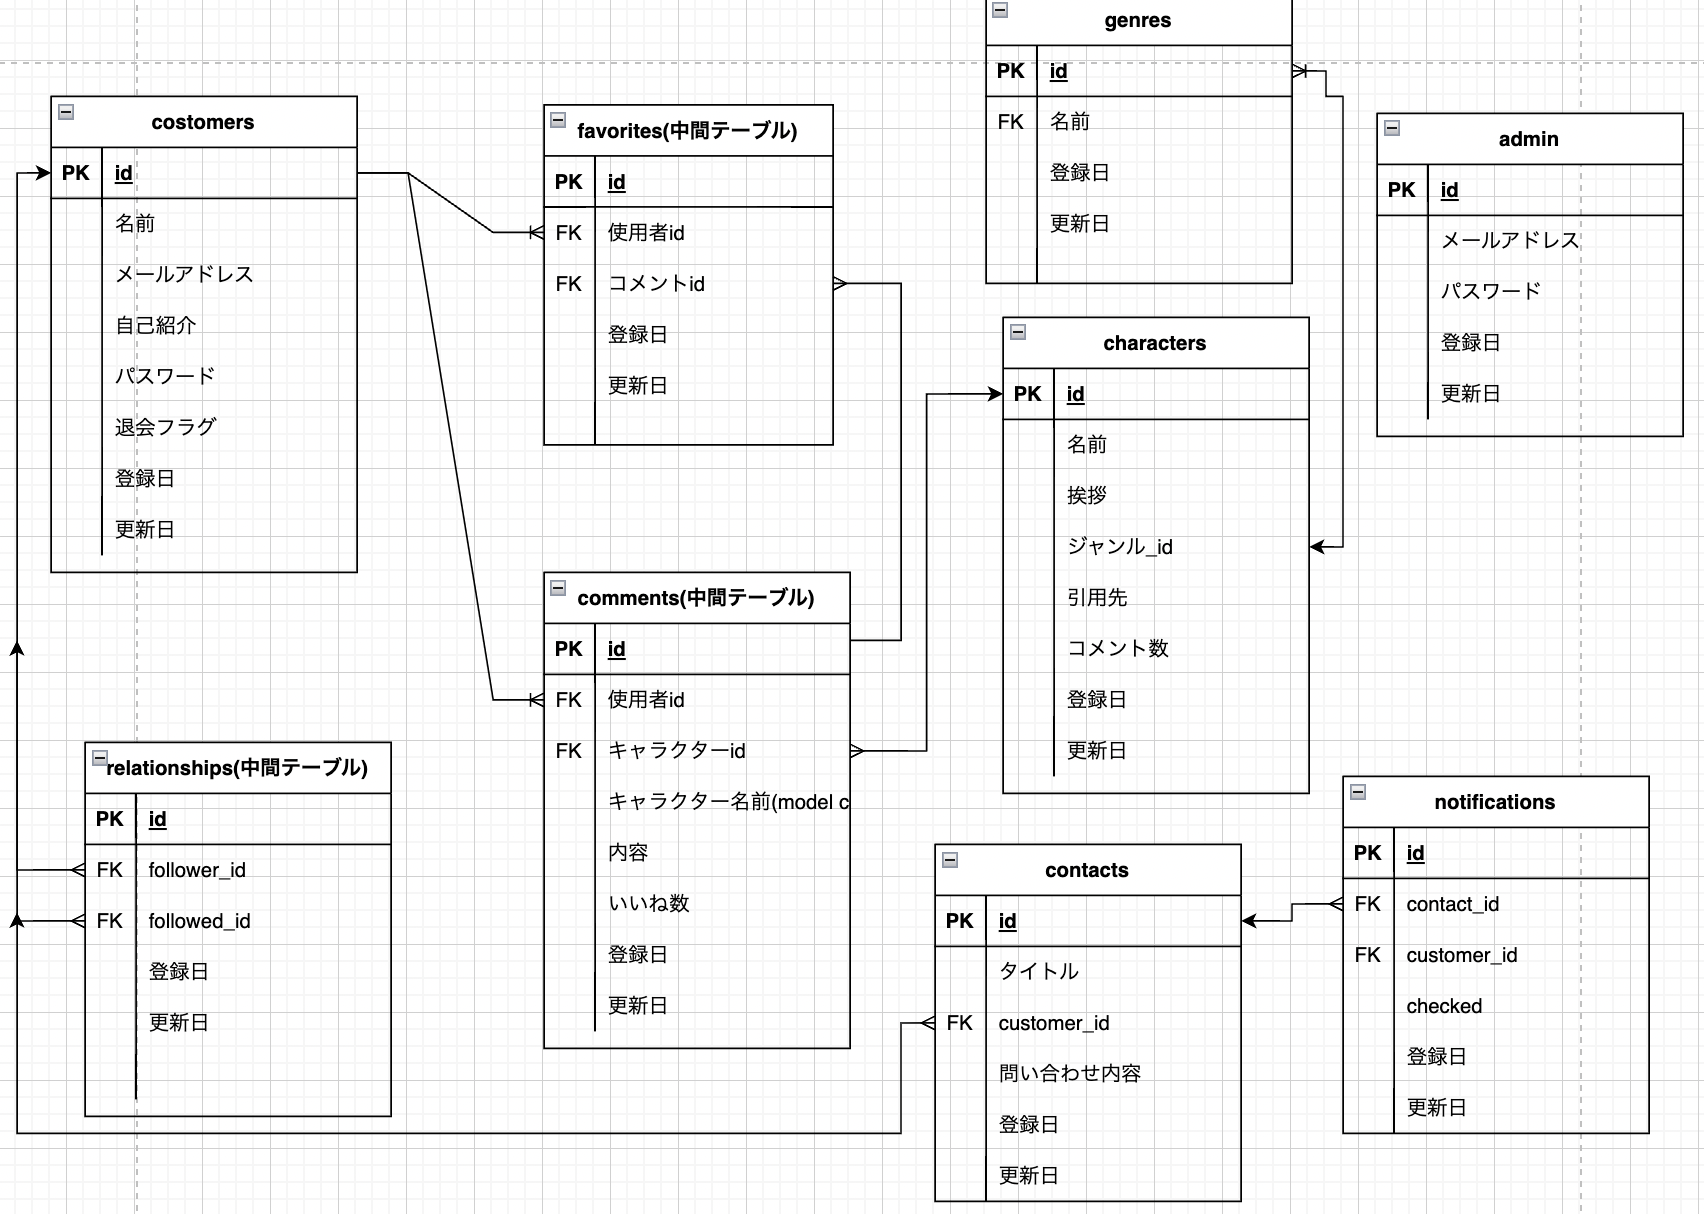 costomers
PK id
名前
メールアドレス
自己紹介
パスワード
退会フラグ
登録日
更新日
favorites(中間テーブル)
PK id
FK 使用者id
FK コメントid
登録日
更新日
genres
PK id
FK 名前
登録日
更新日
admin
PK id
メールアドレス
パスワード
登録日
更新日
characters
PK id
名前
挨拶
ジャンル_id
引用先
コメント数
登録日
更新日
comments(中間テーブル)
PK id
FK 使用者id
FK キャラクターid
キャラクター名前(model c
内容
いいね数
登録日
更新日
relationships(中間テーブル)
PK id
FK follower_id
FK followed_id
登録日
更新日
contacts
PK id
タイトル
FK customer_id
問い合わせ内容
登録日
更新日
notifications
PK id
FK contact_id
FK customer_id
checked
登録日
更新日